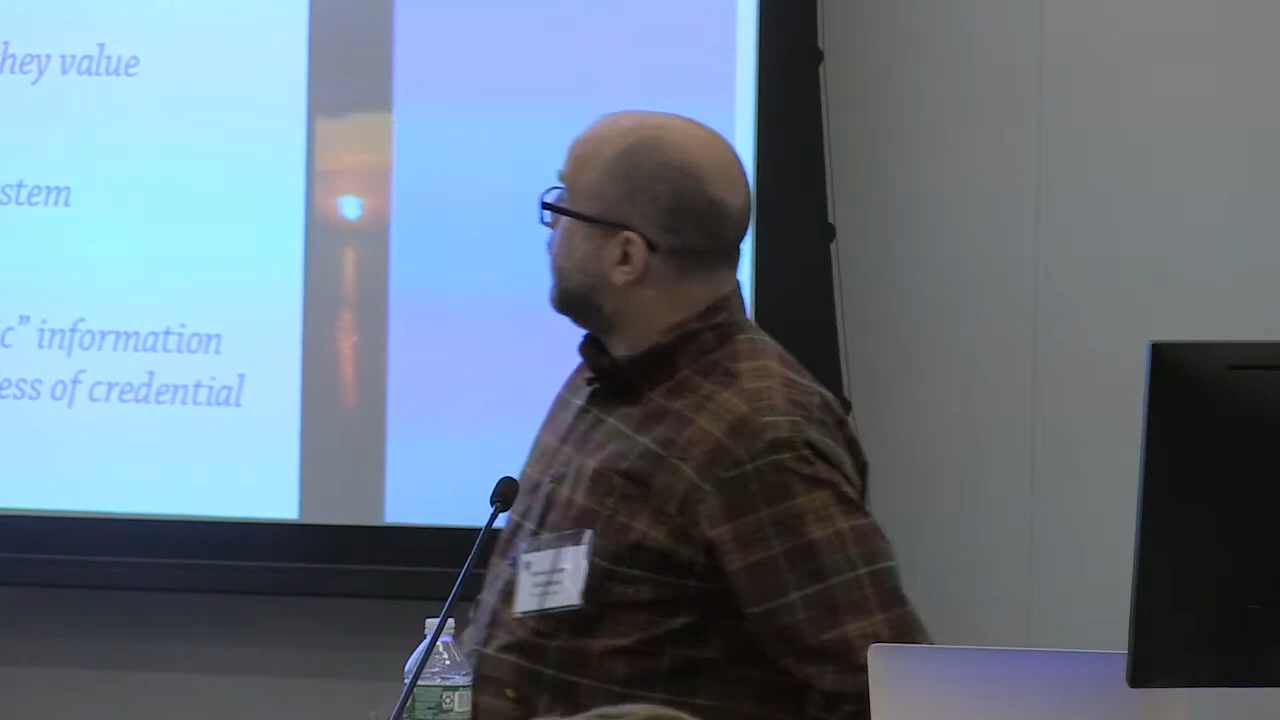 hey value
stem
c” information
ess of credential